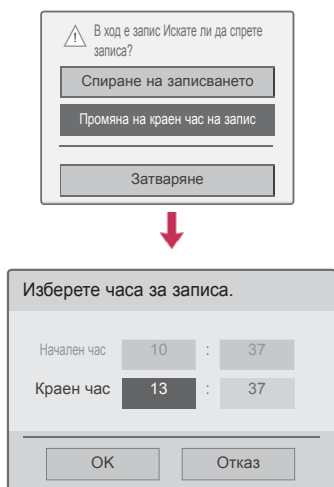 В ход е запис Искате ли да спрете
записа?
Спиране на записването
Промяна на краен час на запис
Затваряне
Изберете часа за записа.
Начален час 10 : 37
Краен час 13 : 37
OK Отказ